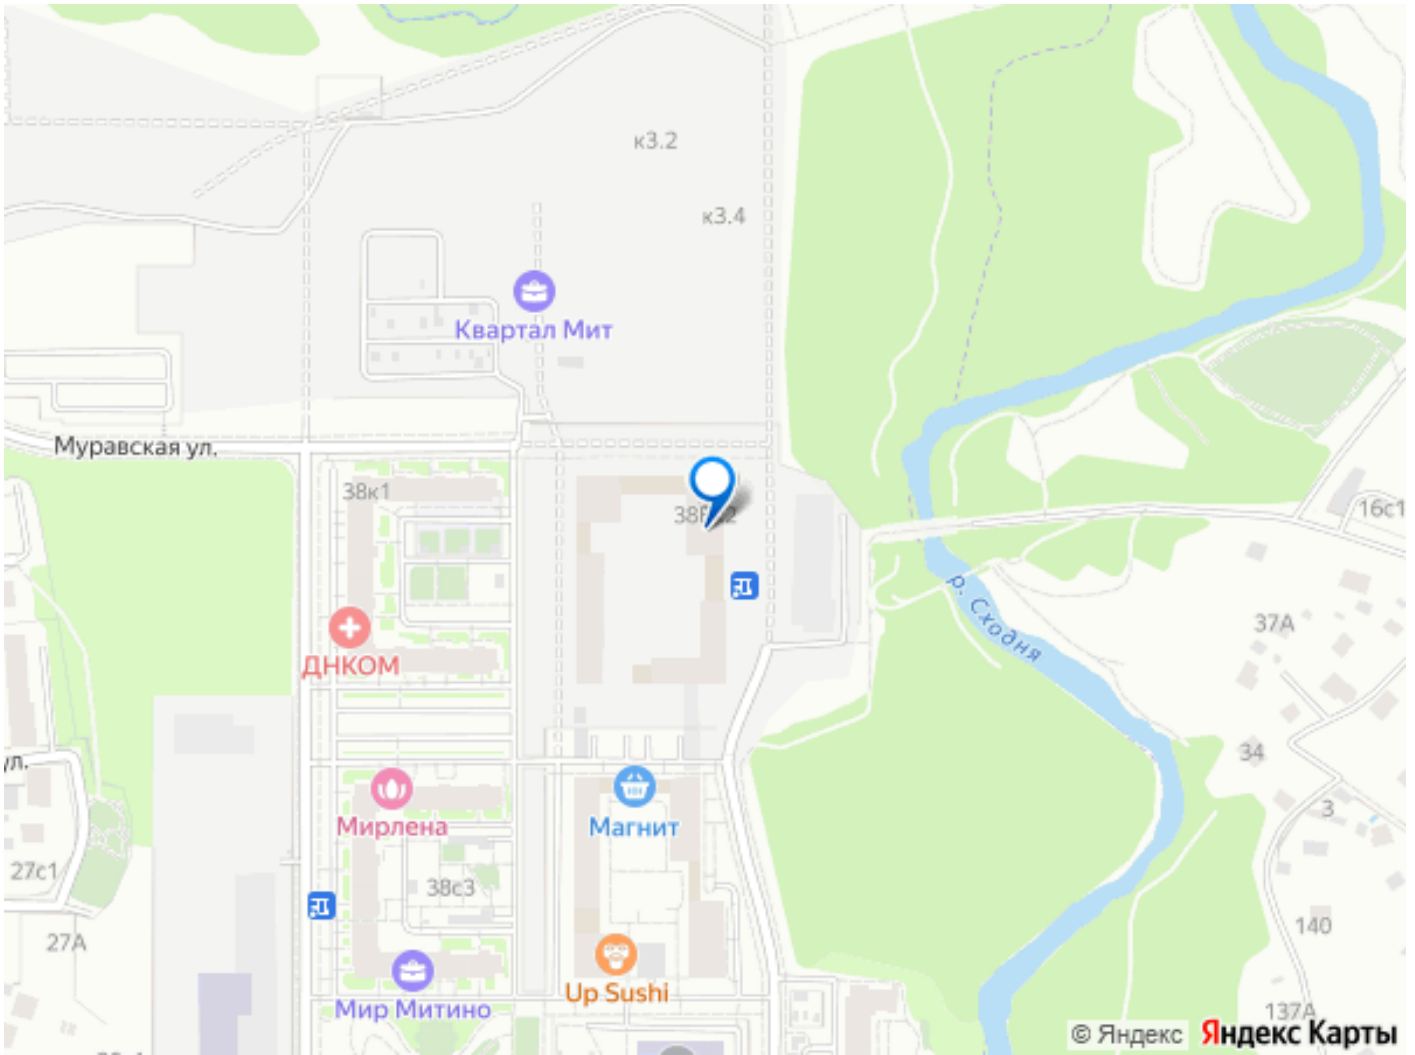 к3.2
к3.4
Квартал Мит
Муравская ул.
38к1
16с1
р. Сходня
37А
ДНКОМ
34
ул.
3
Мирлена
Магнит
27с1
38с3
140
27А
Up Sushi
Мир Митино
137А
© Яндекс Яндекс Карты